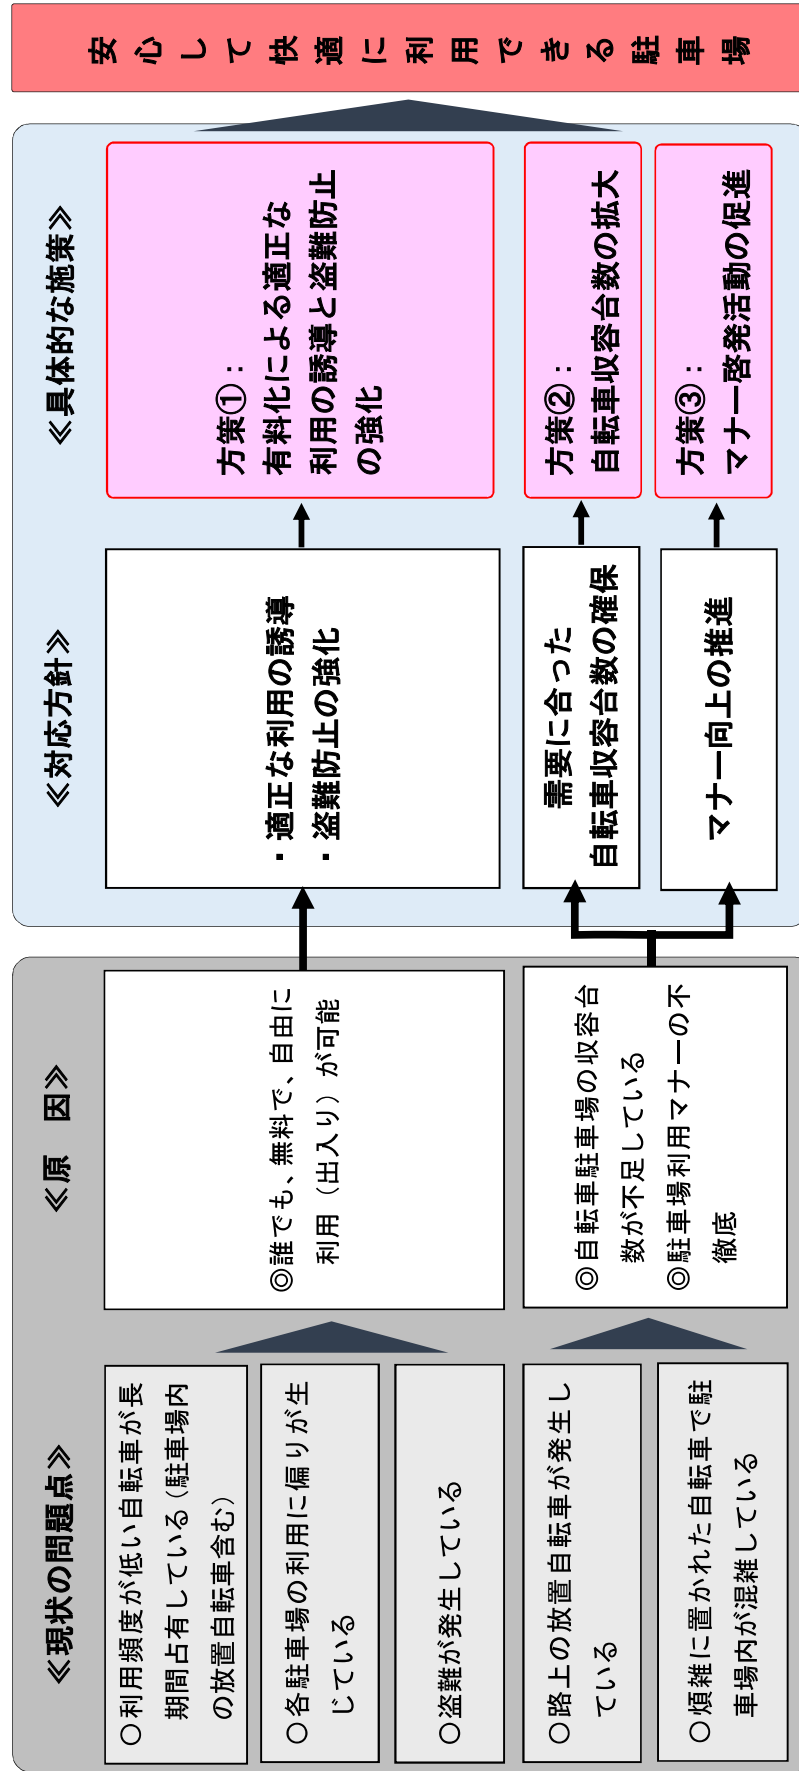 ≪現状の問題点≫
〇利用頻度が低い自転車が長
期間占有している（駐車場内
の放置自転車含む）
〇各駐車場の利用に偏りが生
じている
〇盗難が発生している
〇路上の放置自転車が発生し
ている
〇煩雑に置かれた自転車で駐
車場内が混雑している
≪原　因≫
◎誰でも、無料で、自由に
利用（出入り）が可能
◎自転車駐車場の収容台
数が不足している
◎駐車場利用マナーの不
徹底
≪対応方針≫
・適正な利用の誘導
・盗難防止の強化
需要に合った
自転車収容台数の確保
マナー向上の推進
≪具体的な施策≫
方策①：
有料化による適正な
利用の誘導と盗難防止
の強化
方策②：
自転車収容台数の拡大
方策③：
マナー啓発活動の促進
安心して快適に利用できる駐車場